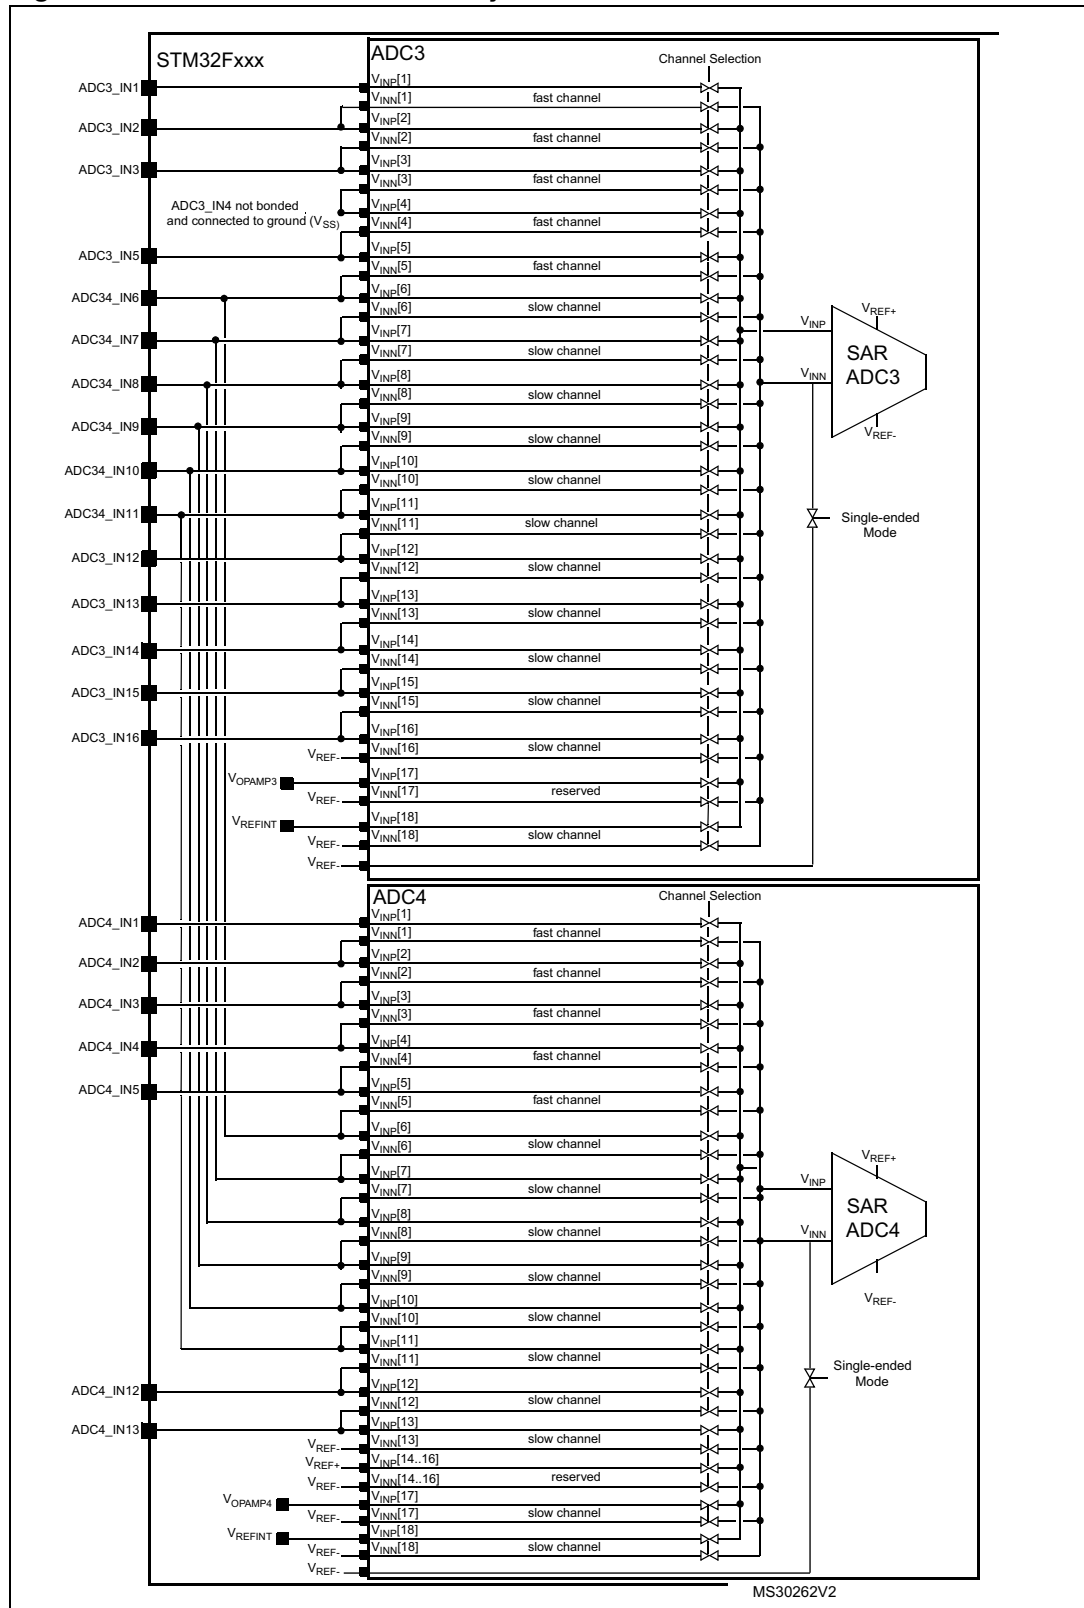 STM32Fxxx
ADC3
Channel Selection
ADC3_IN1
VINP[1]
VINN[1]
fast channel
ADC3_IN2
VINP[2]
VINN[2]
fast channel
ADC3_IN3
VINP[3]
VINN[3]
fast channel
ADC3_IN4 not bonded
and connected to ground (VSS)
VINP[4]
VINN[4]
fast channel
ADC3_IN5
VINP[5]
VINN[5]
fast channel
ADC34_IN6
VINP[6]
VINN[6]
slow channel
ADC34_IN7
VINP[7]
VINN[7]
slow channel
ADC34_IN8
VINP[8]
VINN[8]
slow channel
ADC34_IN9
VINP[9]
VINN[9]
slow channel
ADC34_IN10
VINP[10]
VINN[10]
slow channel
ADC34_IN11
VINP[11]
VINN[11]
slow channel
ADC3_IN12
VINP[12]
VINN[12]
slow channel
ADC3_IN13
VINP[13]
VINN[13]
slow channel
ADC3_IN14
VINP[14]
VINN[14]
slow channel
ADC3_IN15
VINP[15]
VINN[15]
slow channel
ADC3_IN16
VINP[16]
VREF-
VINN[16]
slow channel
VOPAMP3
VINP[17]
VREF-
VINN[17]
reserved
VREFINT
VINP[18]
VREF-
VINN[18]
slow channel
VREF-
VINP
VREF+
SAR
ADC3
VINN
VREF-
Single-ended
Mode
ADC4
Channel Selection
ADC4_IN1
VINP[1]
VINN[1]
fast channel
ADC4_IN2
VINP[2]
VINN[2]
fast channel
ADC4_IN3
VINP[3]
VINN[3]
fast channel
ADC4_IN4
VINP[4]
VINN[4]
fast channel
ADC4_IN5
VINP[5]
VINN[5]
fast channel
VINP[6]
VINN[6]
slow channel
VINP[7]
VINN[7]
slow channel
VINP[8]
VINN[8]
slow channel
VINP[9]
VINN[9]
slow channel
VINP[10]
VINN[10]
slow channel
VINP[11]
VINN[11]
slow channel
ADC4_IN12
VINP[12]
VINN[12]
slow channel
ADC4_IN13
VINP[13]
VREF-
VINN[13]
slow channel
VREF+
VINP[14..16]
VREF-
VINN[14..16]
reserved
VOPAMP4
VINP[17]
VREF-
VINN[17]
slow channel
VREFINT
VINP[18]
VREF-
VINN[18]
slow channel
VREF-
VINP
VREF+
SAR
ADC4
VINN
VREF-
Single-ended
Mode
MS30262V2